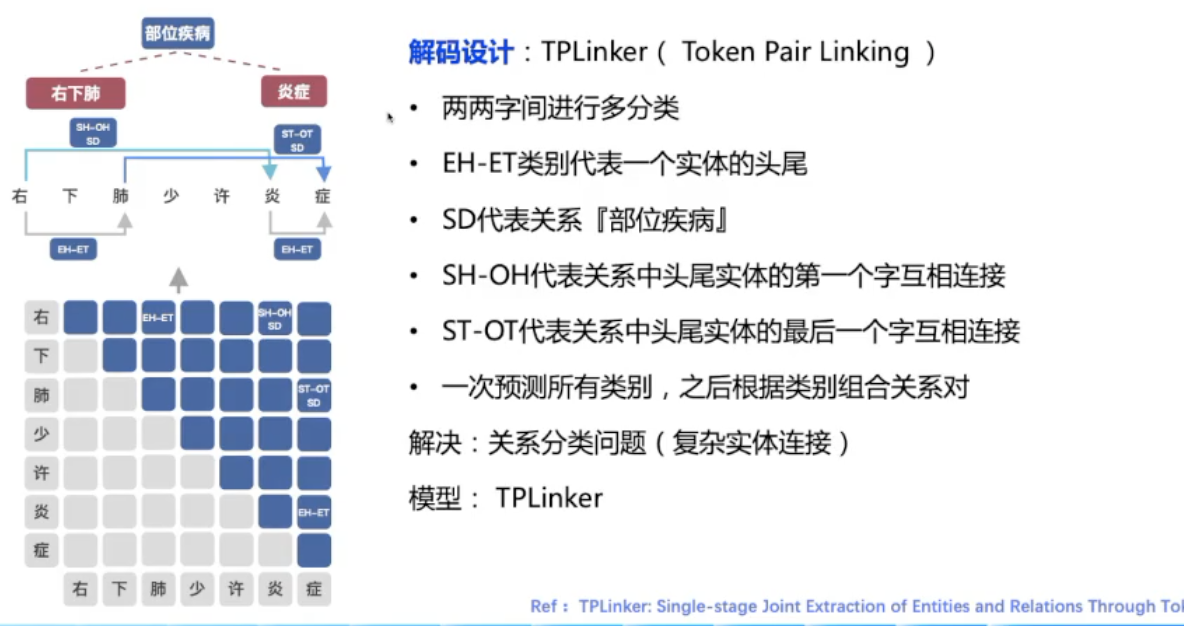 部位疾病
右下肺
炎症
SH-OH
SD
ST-OT
SD
右 下 肺 少 许 炎 症
EH-ET
EH-ET
右 EH-ET SH-OH SD
下
肺 ST-OT SD
少
许
炎 EH-ET
症
右 下 肺 少 许 炎 症
解码设计：TPLinker（ Token Pair Linking ）
• 两两字间进行多分类
• EH-ET类别代表一个实体的头尾
• SD代表关系『部位疾病』
• SH-OH代表关系中头尾实体的第一个字互相连接
• ST-OT代表关系中头尾实体的最后一个字互相连接
• 一次预测所有类别，之后根据类别组合关系对
解决：关系分类问题（复杂实体连接）
模型： TPLinker
Ref： TPLinker: Single-stage Joint Extraction of Entities and Relations Through